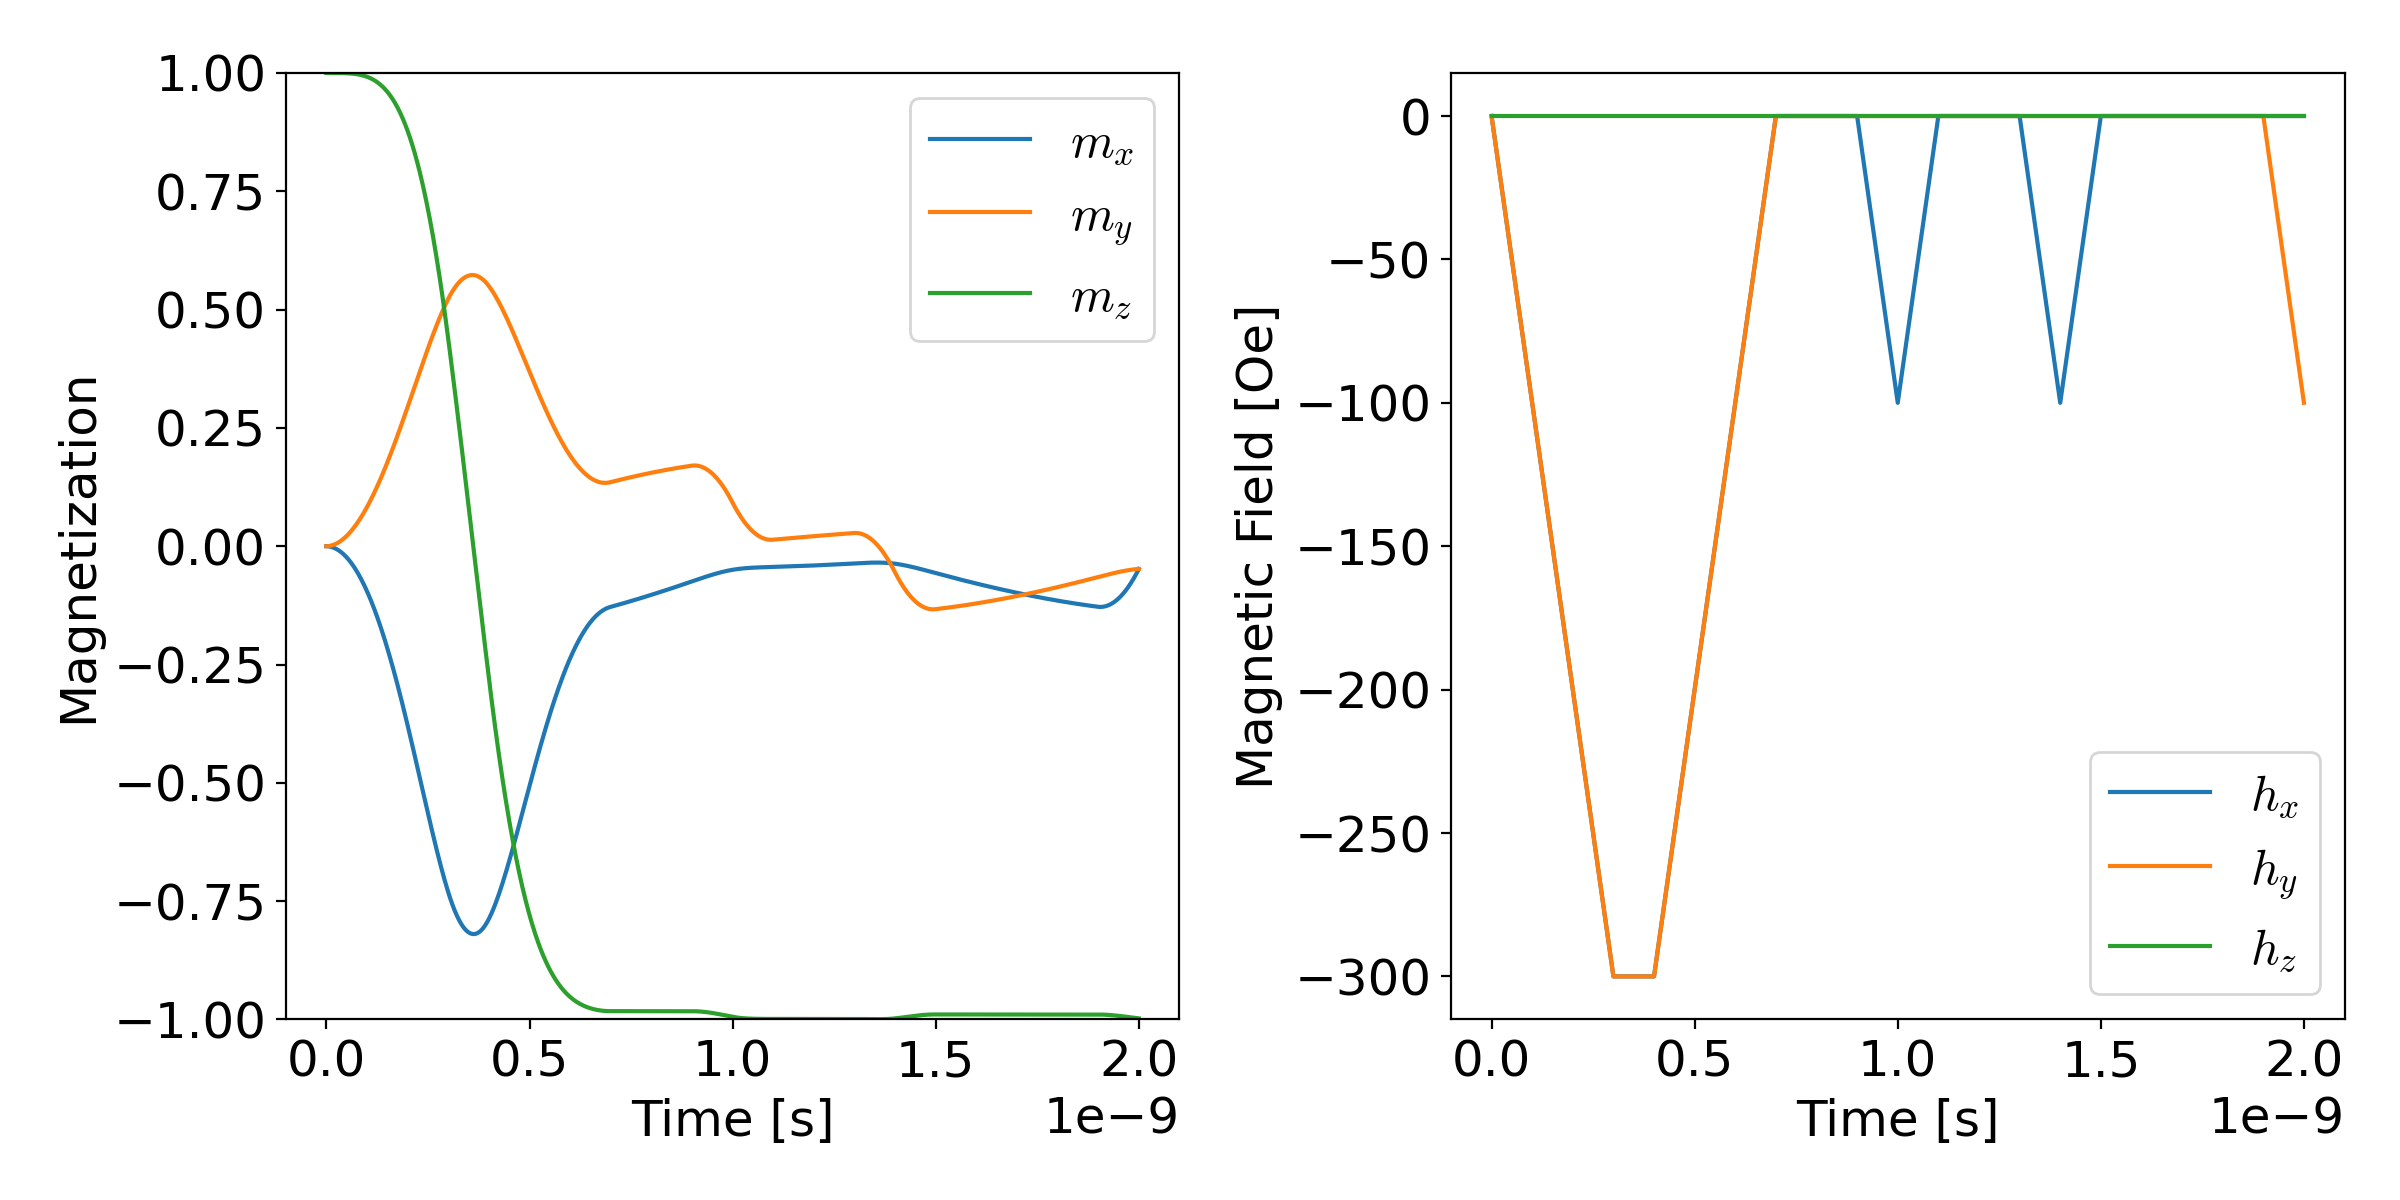 1.00
0.75
0.50
0.25
0.00
−0.25
−0.50
−0.75
−1.00
Magnetization
0.0 0.5 1.0 1.5 2.0
Time [s]
1e−9
m_x
m_y
m_z
0
−50
−100
−150
−200
−250
−300
Magnetic Field [Oe]
0.0 0.5 1.0 1.5 2.0
Time [s]
1e−9
h_x
h_y
h_z